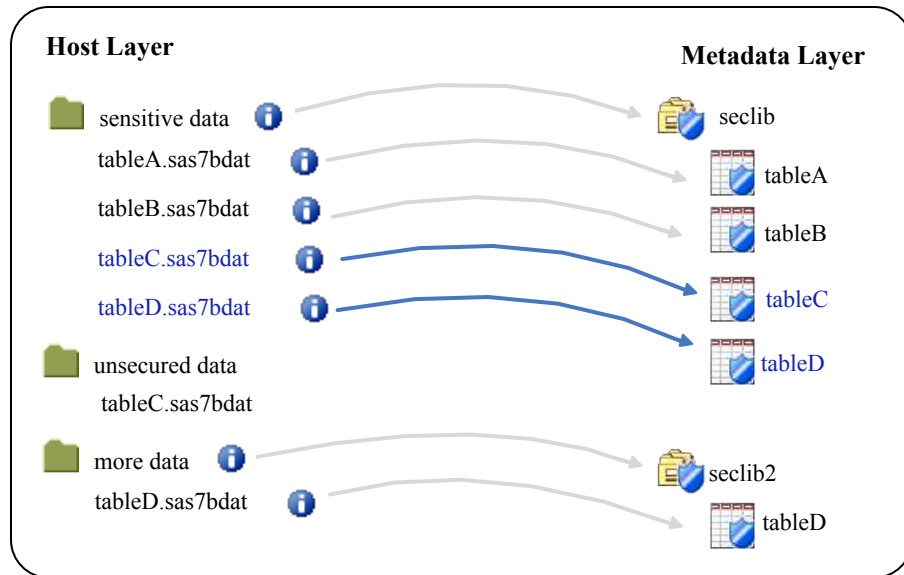 Host Layer
Metadata Layer
sensitive data
seclib
tableA.sas7bdat
tableA
tableB.sas7bdat
tableB
tableC.sas7bdat
tableC
tableD.sas7bdat
tableD
unsecured data
tableC.sas7bdat
more data
seclib2
tableD.sas7bdat
tableD